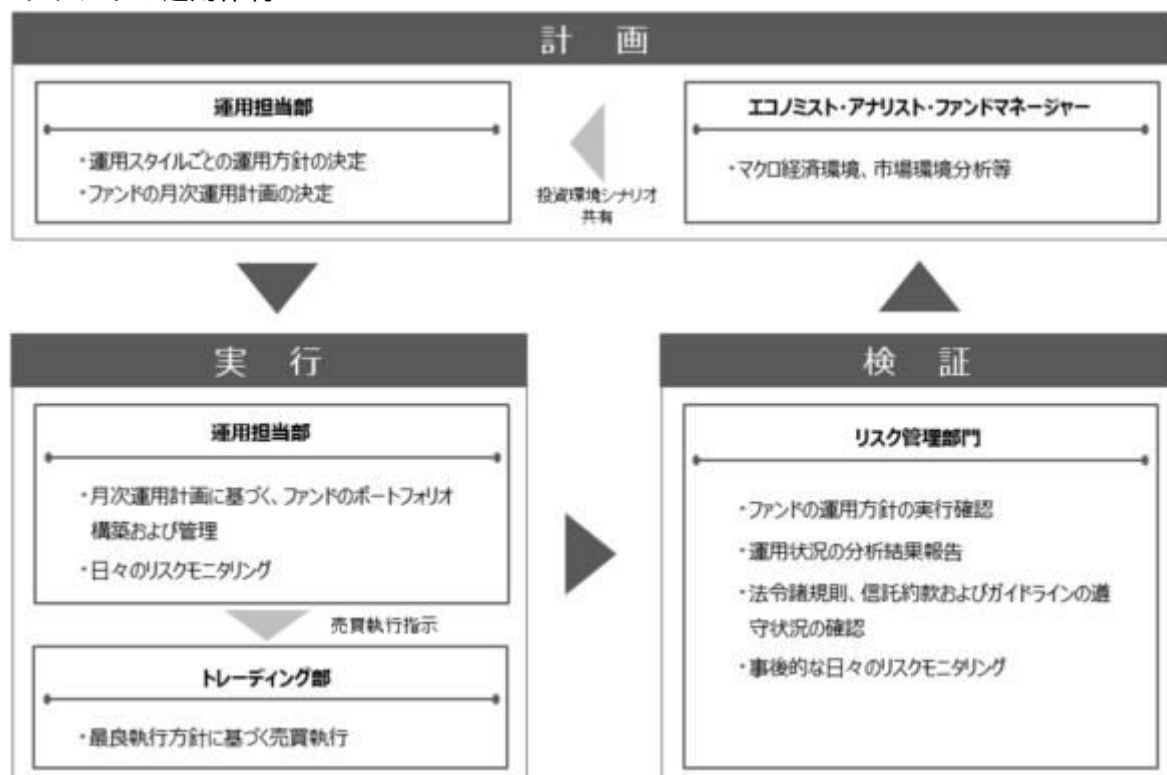 計 画
運用担当部
・運用スタイルごとの運用方針の決定
・ファンドの月次運用計画の決定
投資環境シナリオ
共有
エコノミスト・アナリスト・ファンドマネージャー
・マクロ経済環境、市場環境分析等
実 行
運用担当部
・月次運用計画に基づく、ファンドのポートフォリオ
構築および管理
・日々のリスクモニタリング
売買執行指示
トレーディング部
・最良執行方針に基づく売買執行
検 証
リスク管理部門
・ファンドの運用方針の実行確認
・運用状況の分析結果報告
・法令諸規則、信託約款およびガイドラインの遵
守状況の確認
・事後的な日々のリスクモニタリング